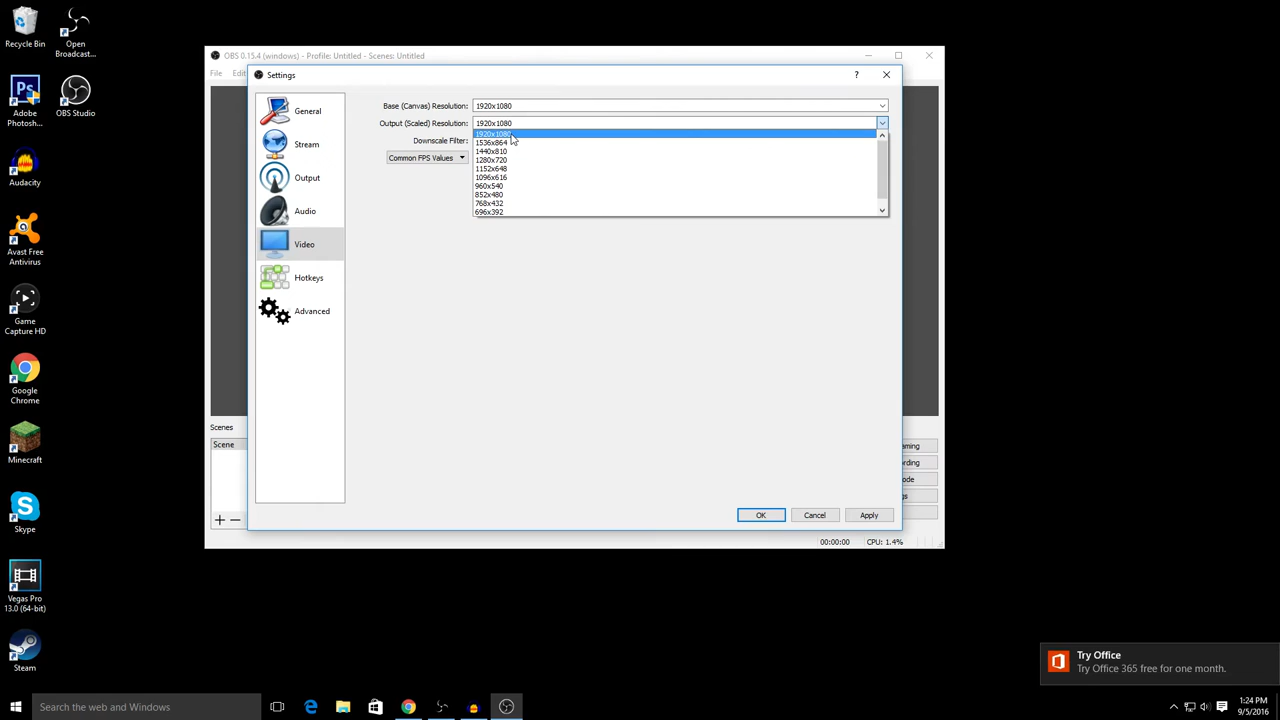 Recycle Bin
Open
Broadcast...
Adobe
Photosh...
OBS Studio
Audacity
Avast Free
Antivirus
Game
Capture HD
Google
Chrome
Minecraft
Skype
Vegas Pro
13.0 (64-bit)
Steam
OBS 0.15.4 (windows) - Profile: Untitled - Scenes: Untitled
File
Edit
Settings
?
General
Stream
Output
Audio
Video
Hotkeys
Advanced
Base (Canvas) Resolution:
1920x1080
Output (Scaled) Resolution:
1920x1080
Downscale Filter:
Common FPS Values
1920x1080
1536x864
1440x810
1280x720
1152x648
1096x616
960x540
852x480
768x432
696x392
OK
Cancel
Apply
Scenes
Scene
aming
ording
ode
gs
00:00:00
CPU: 1.4%
Try Office
Try Office 365 free for one month.
Search the web and Windows
1:24 PM
9/5/2016